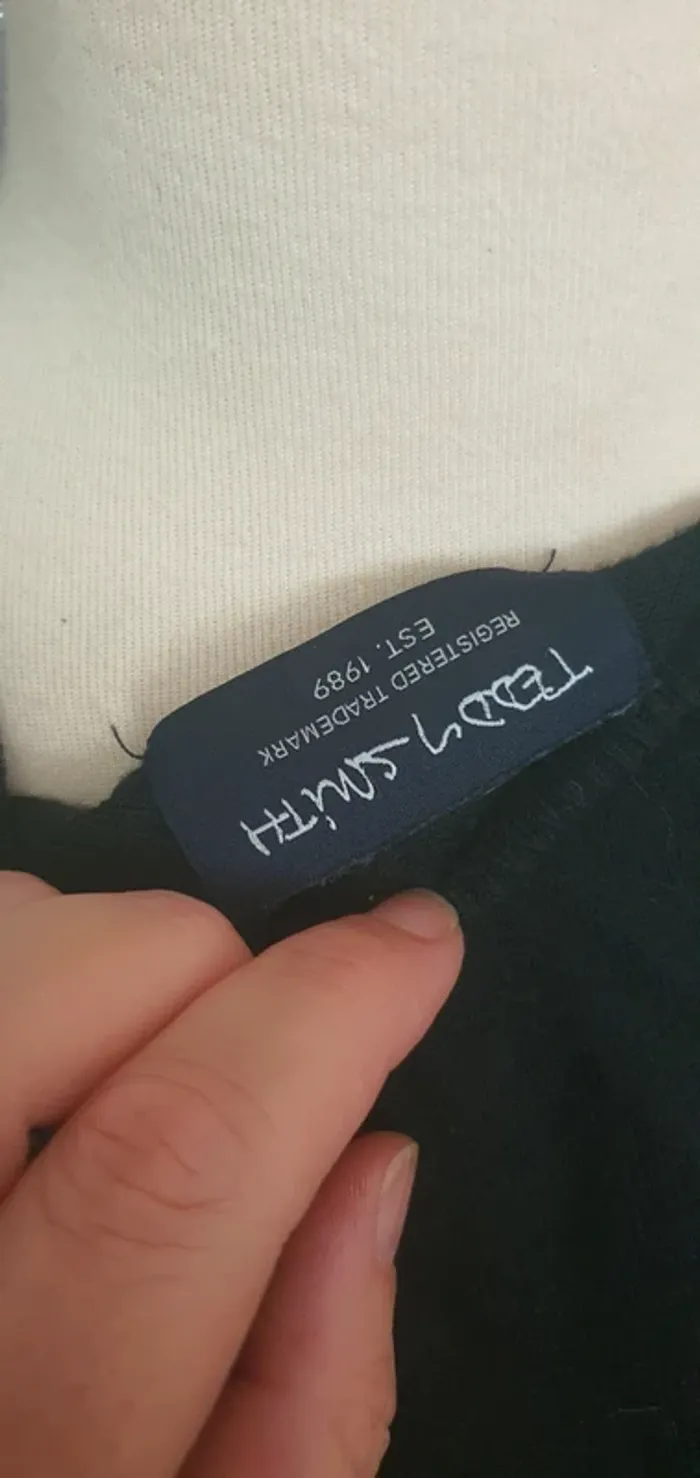 TEDDY SMITH
REGISTERED TRADEMARK
EST. 1989